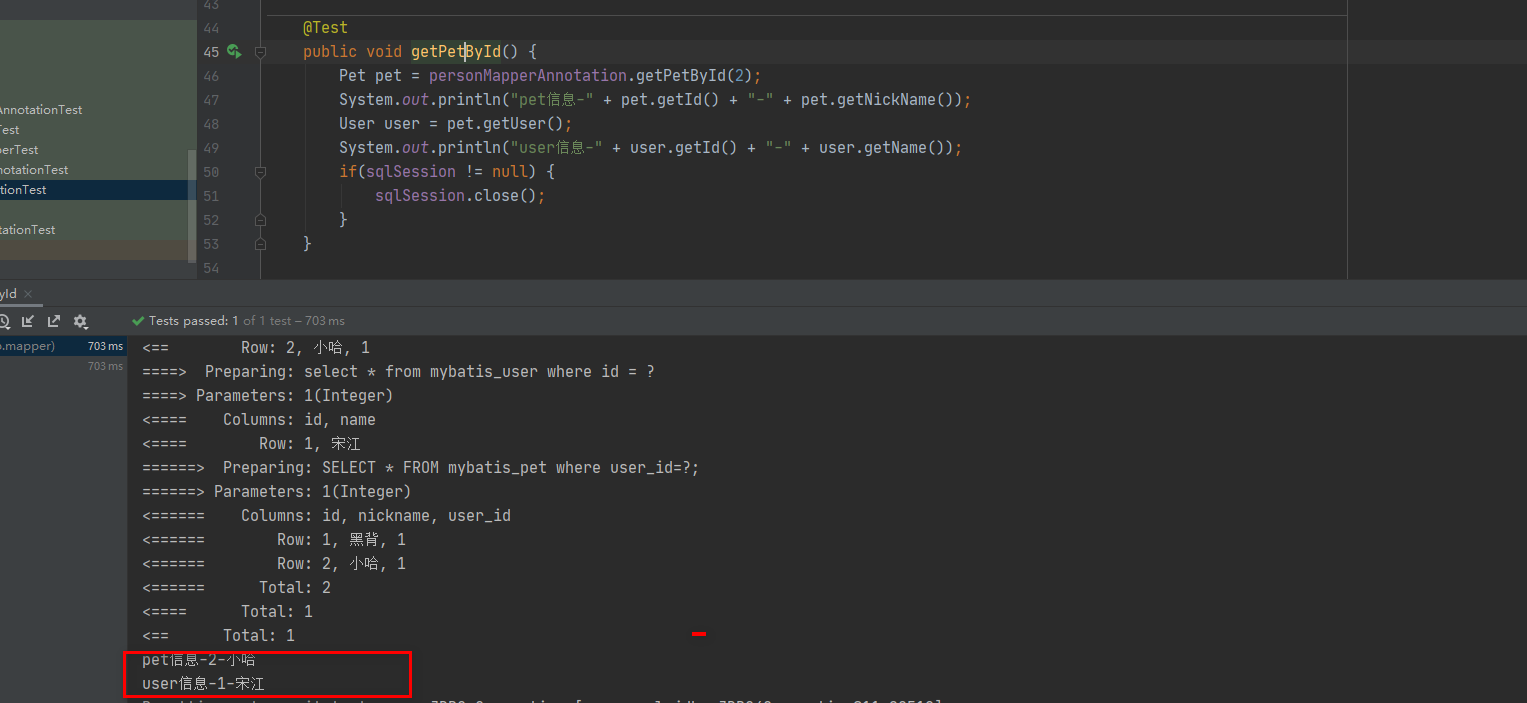 43
44 @Test
45 public void getPetById() {
46 Pet pet = personMapperAnnotation.getPetById(2);
47 System.out.println("pet信息-" + pet.getId() + "-" + pet.getNickName());
48 User user = pet.getUser();
49 System.out.println("user信息-" + user.getId() + "-" + user.getName());
50 if(sqlSession != null) {
51 sqlSession.close();
52 }
53 }
54
AnnotationTest
Test
erTest
notationTest
tionTest
tationTest
yId ×
Tests passed: 1 of 1 test – 703 ms
o.mapper) 703 ms
703 ms
<== Row: 2, 小哈, 1
====> Preparing: select * from mybatis_user where id = ?
====> Parameters: 1(Integer)
<==== Columns: id, name
<==== Row: 1, 宋江
======> Preparing: SELECT * FROM mybatis_pet where user_id=?;
======> Parameters: 1(Integer)
<====== Columns: id, nickname, user_id
<====== Row: 1, 黑背, 1
<====== Row: 2, 小哈, 1
<====== Total: 2
<==== Total: 1
<== Total: 1
pet信息-2-小哈
user信息-1-宋江